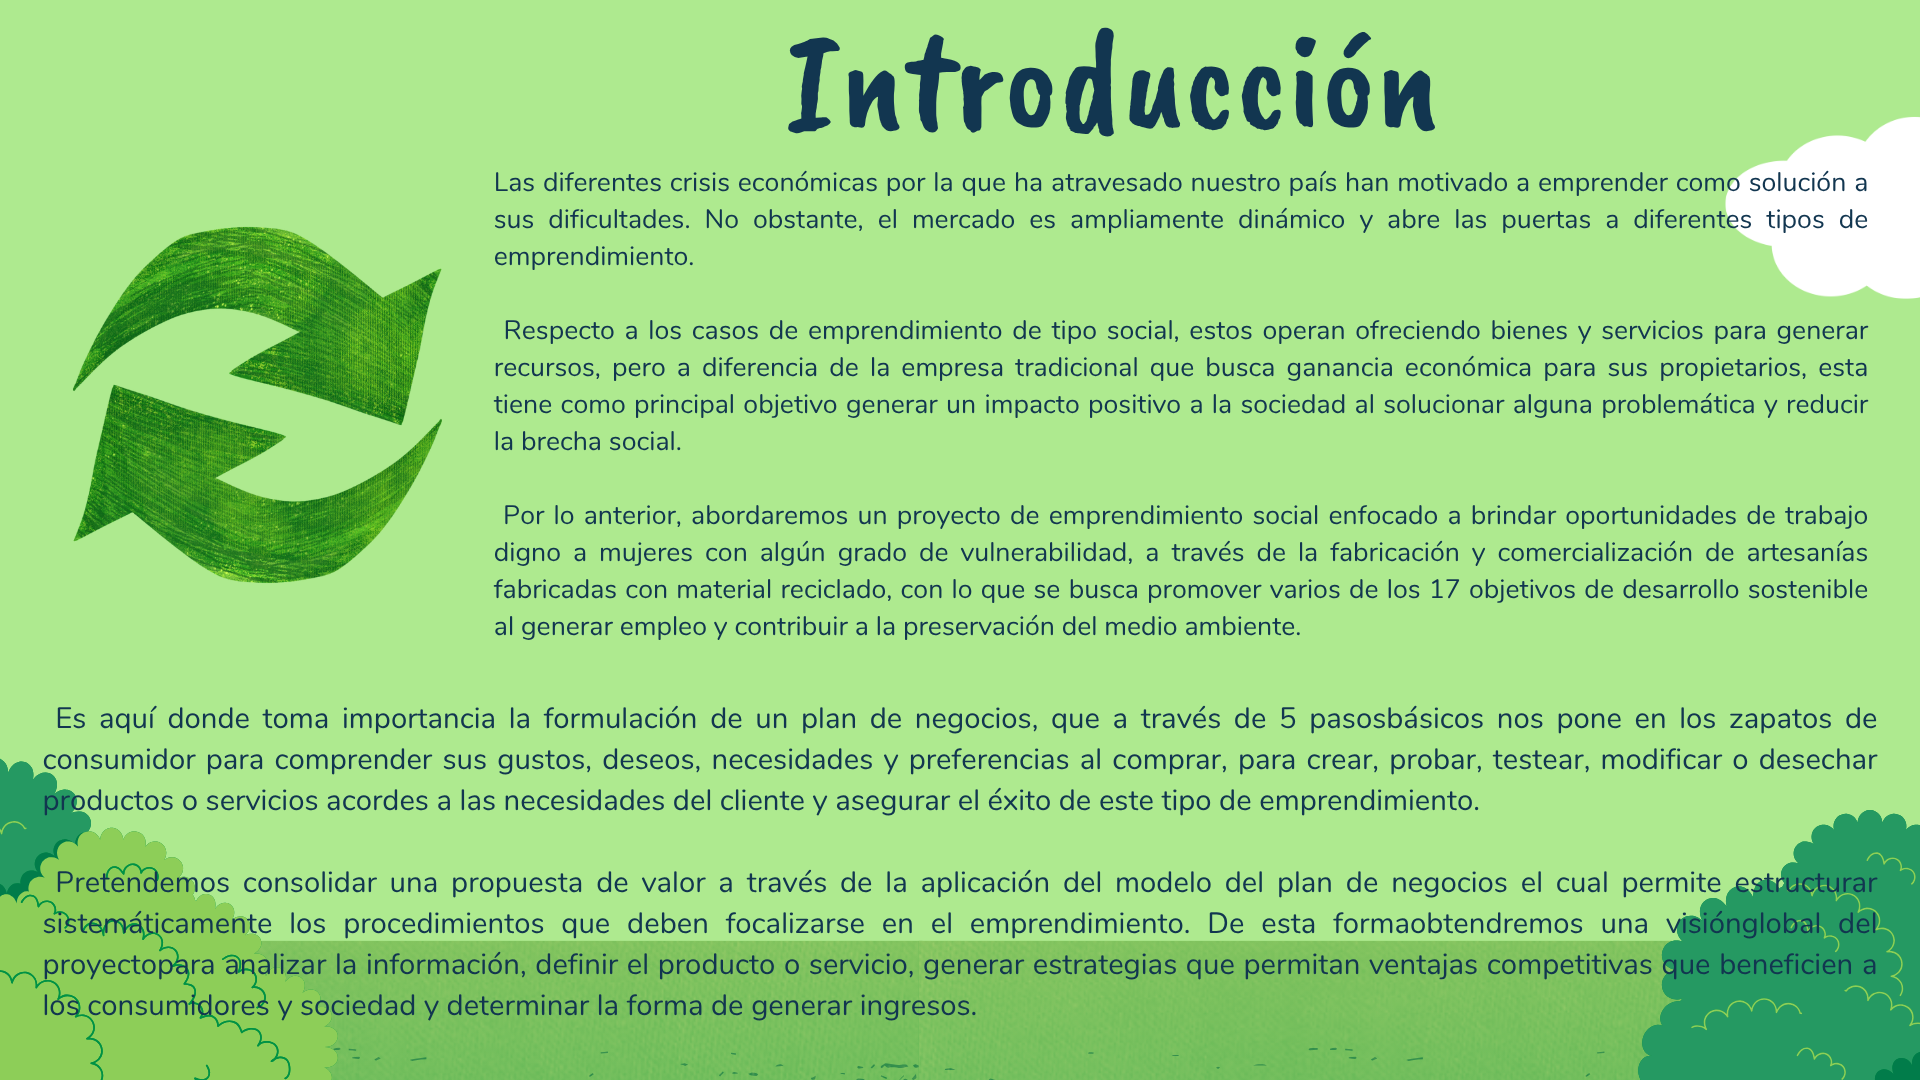 Introducción
Las diferentes crisis económicas por la que ha atravesado nuestro país han motivado a emprender como solución a
sus dificultades. No obstante, el mercado es ampliamente dinámico y abre las puertas a diferentes tipos de
emprendimiento.
Respecto a los casos de emprendimiento de tipo social, estos operan ofreciendo bienes y servicios para generar
recursos, pero a diferencia de la empresa tradicional que busca ganancia económica para sus propietarios, esta
tiene como principal objetivo generar un impacto positivo a la sociedad al solucionar alguna problemática y reducir
la brecha social.
Por lo anterior, abordaremos un proyecto de emprendimiento social enfocado a brindar oportunidades de trabajo
digno a mujeres con algún grado de vulnerabilidad, a través de la fabricación y comercialización de artesanías
fabricadas con material reciclado, con lo que se busca promover varios de los 17 objetivos de desarrollo sostenible
al generar empleo y contribuir a la preservación del medio ambiente.
Es aquí donde toma importancia la formulación de un plan de negocios, que a través de 5 pasosbásicos nos pone en los zapatos de
consumidor para comprender sus gustos, deseos, necesidades y preferencias al comprar, para crear, probar, testear, modificar o desechar
productos o servicios acordes a las necesidades del cliente y asegurar el éxito de este tipo de emprendimiento.
Pretendemos consolidar una propuesta de valor a través de la aplicación del modelo del plan de negocios el cual permite estructurar
sistemáticamente los procedimientos que deben focalizarse en el emprendimiento. De esta formaobtendremos una visiónglobal del
proyectopara analizar la información, definir el producto o servicio, generar estrategias que permitan ventajas competitivas que beneficien a
los consumidores y sociedad y determinar la forma de generar ingresos.